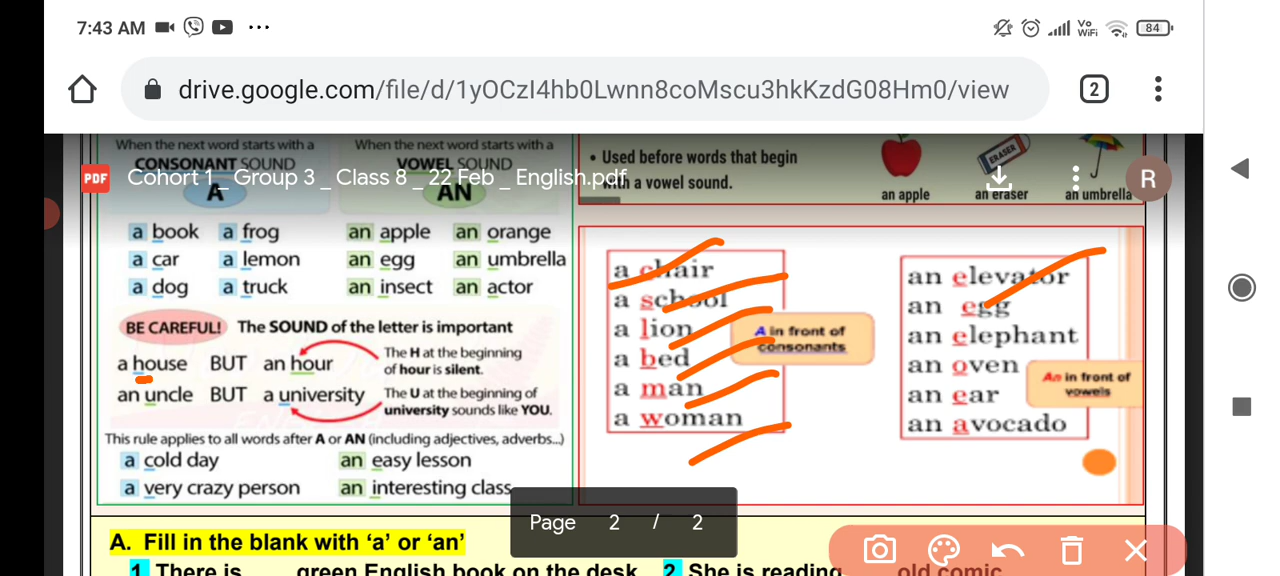 7:43 AM
Vo WiFi 84
drive.google.com/file/d/1yOCzI4hb0Lwnn8coMscu3hkKzdG08Hm0/view
2
When the next word starts with a
CONSONANT SOUND
A
When the next word starts with a
VOWEL SOUND
AN
PDF Cohort 1 _ Group 3 _ Class 8 _ 22 Feb _ English.pdf
R
a book a frog an apple an orange
a car a lemon an egg an umbrella
a dog a truck an insect an actor
BE CAREFUL! The SOUND of the letter is important
a house BUT an hour
The H at the beginning
of hour is silent.
an uncle BUT a university
The U at the beginning of
university sounds like YOU.
This rule applies to all words after A or AN (including adjectives, adverbs...)
a cold day an easy lesson
a very crazy person an interesting class
• Used before words that begin
with a vowel sound.
ERASER
an apple an eraser an umbrella
a chair
a school
a lion
a bed
a man
a woman
A in front of
consonants
an elevator
an egg
an elephant
an oven
an ear
an avocado
An in front of
vowels
Page 2 / 2
A. Fill in the blank with ‘a’ or ‘an’
1. There is ___ green English book on the desk. 2. She is reading ___ old comic